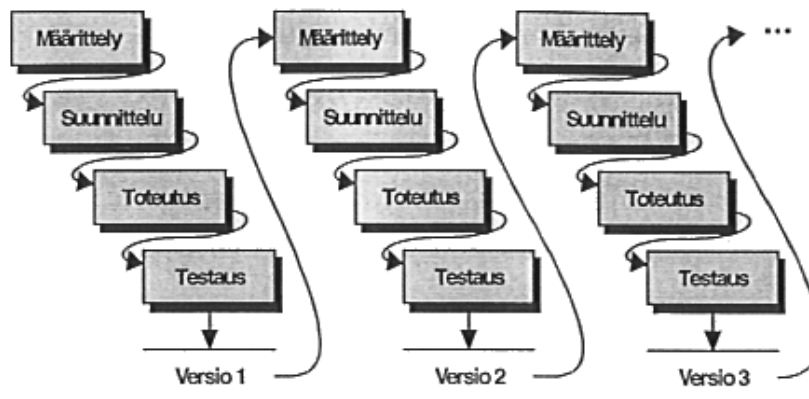 Määrittely
Suunnittelu
Toteutus
Testaus
Versio 1
Määrittely
Suunnittelu
Toteutus
Testaus
Versio 2
Määrittely
Suunnittelu
Toteutus
Testaus
Versio 3
...